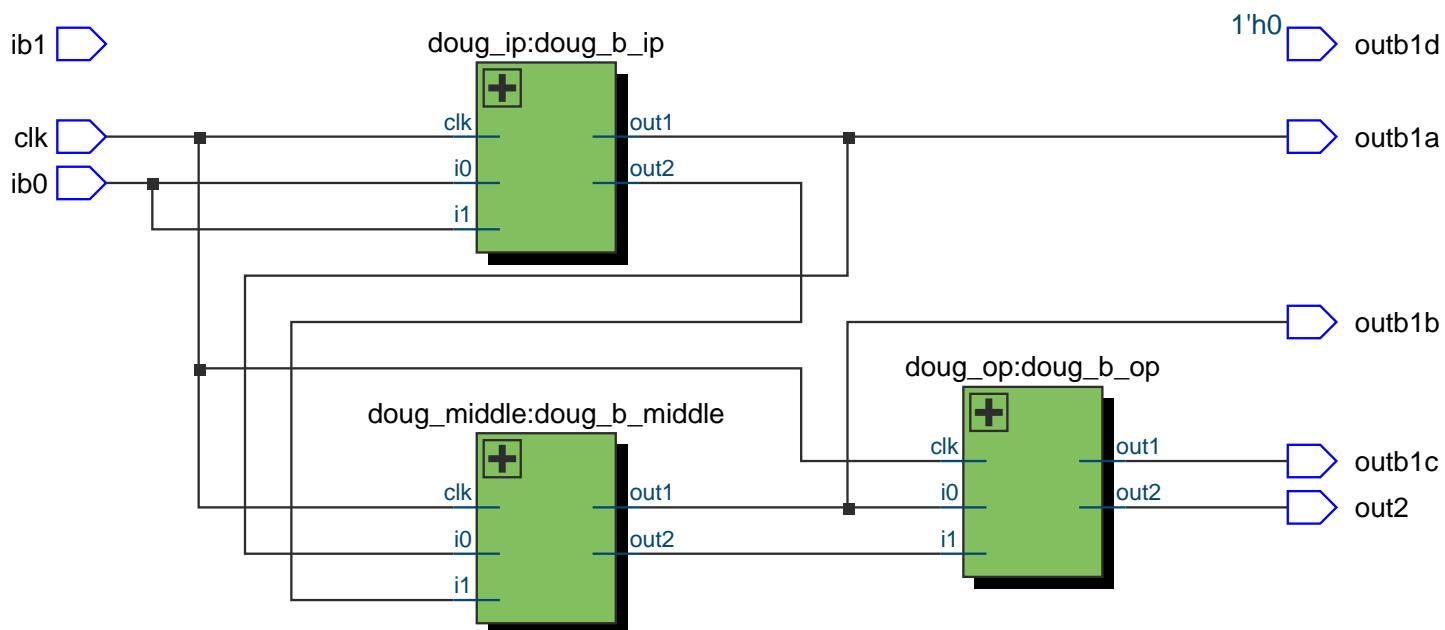 ib1
1'h0
outb1d
doug_ip:doug_b_ip
clk
clk
out1
outb1a
ib0
i0
out2
i1
outb1b
doug_op:doug_b_op
doug_middle:doug_b_middle
clk
out1
outb1c
clk
out1
i0
out2
out2
i0
out2
i1
i1